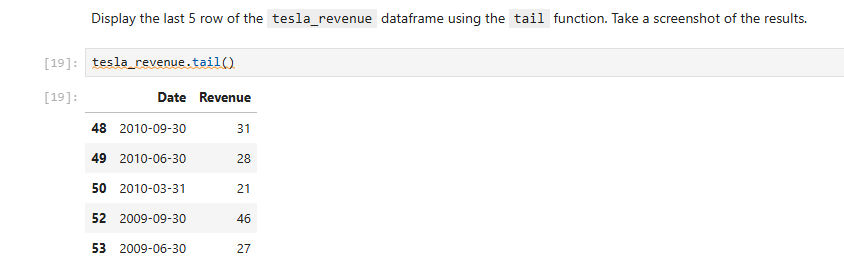 Display the last 5 row of the tesla_revenue dataframe using the tail function. Take a screenshot of the results.
[19]: tesla_revenue.tail()
[19]: Date Revenue
48 2010-09-30 31
49 2010-06-30 28
50 2010-03-31 21
52 2009-09-30 46
53 2009-06-30 27